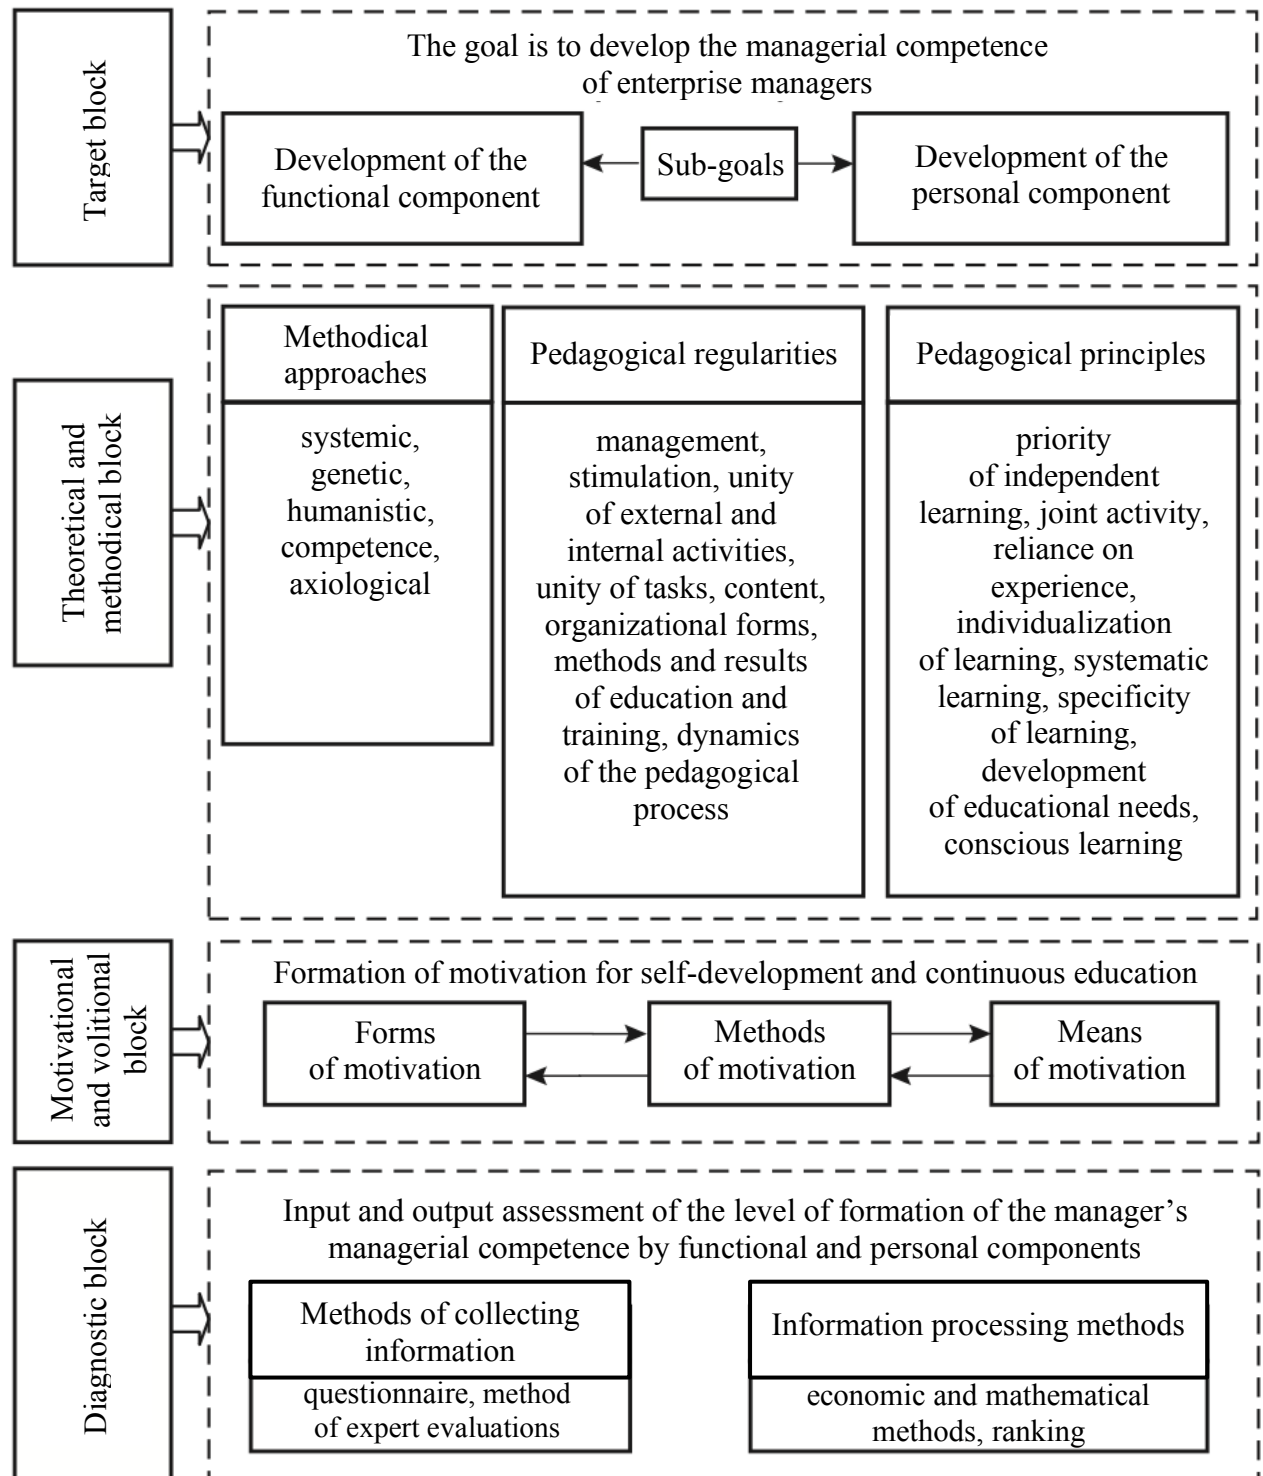 Target block
The goal is to develop the managerial competence
of enterprise managers
Development of the
functional component
Sub-goals
Development of the
personal component
Theoretical and
methodical block
Methodical
approaches
systemic,
genetic,
humanistic,
competence,
axiological
Pedagogical regularities
management,
stimulation, unity
of external and
internal activities,
unity of tasks, content,
organizational forms,
methods and results
of education and
training, dynamics
of the pedagogical
process
Pedagogical principles
priority
of independent
learning, joint activity,
reliance on
experience,
individualization
of learning, systematic
learning, specificity
of learning,
development
of educational needs,
conscious learning
Motivational
and volitional
block
Formation of motivation for self-development and continuous education
Forms
of motivation
Methods
of motivation
Means
of motivation
Diagnostic block
Input and output assessment of the level of formation of the manager’s
managerial competence by functional and personal components
Methods of collecting
information
questionnaire, method
of expert evaluations
Information processing methods
economic and mathematical
methods, ranking